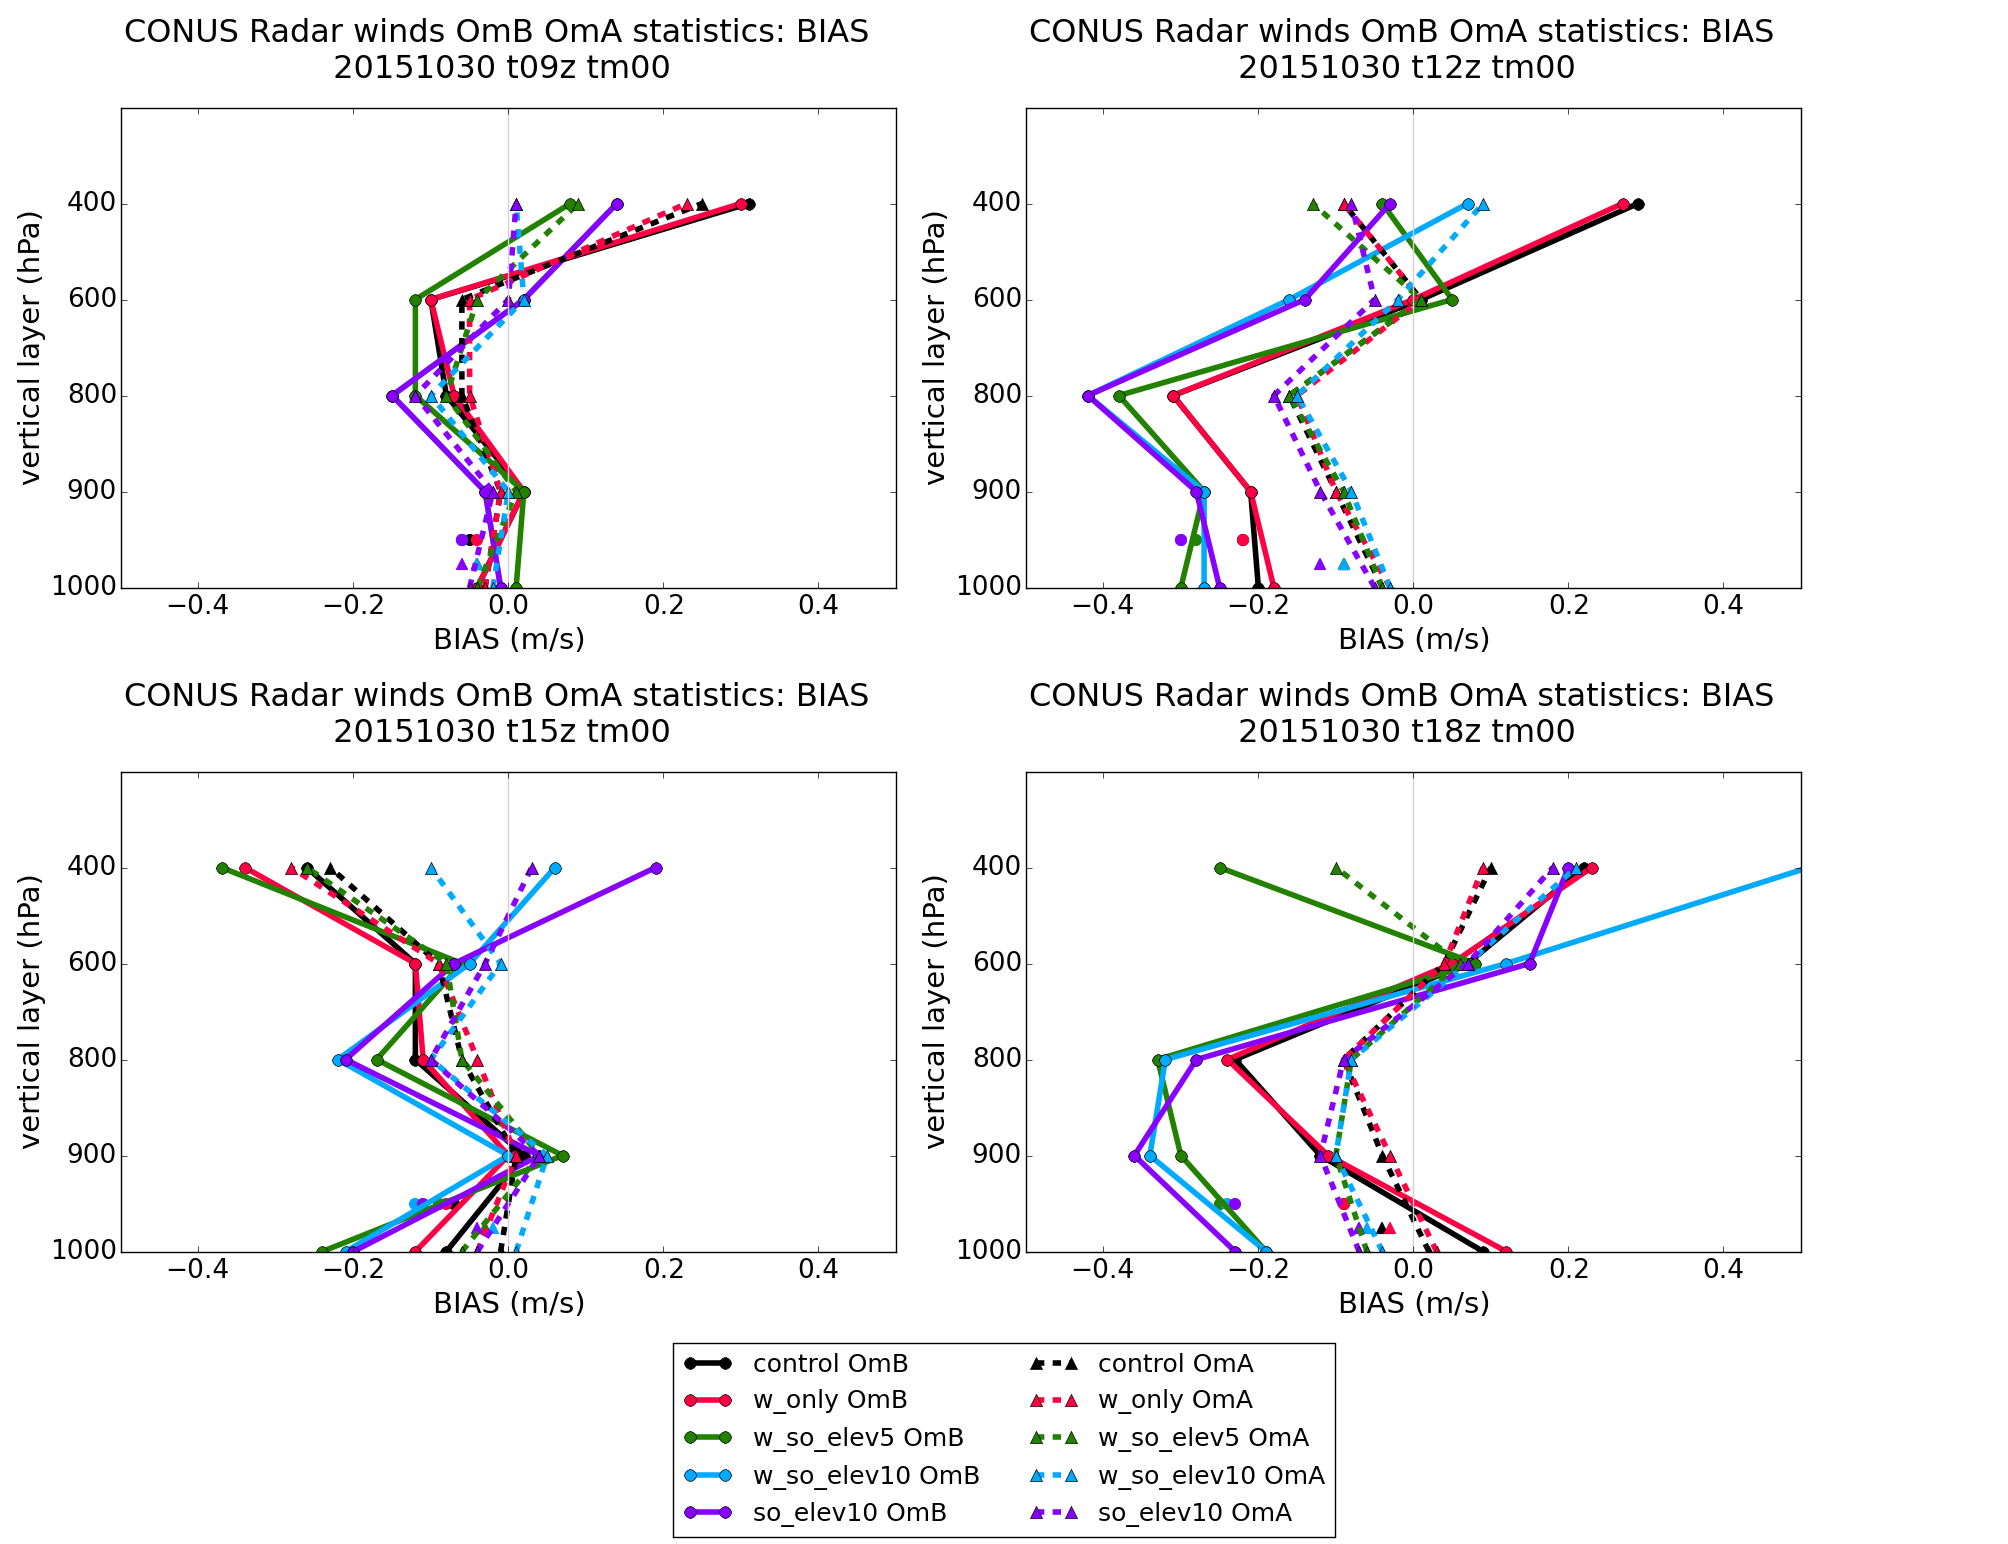 CONUS Radar winds OmB OmA statistics: BIAS
20151030 t09z tm00
400
600
800
900
1000
vertical layer (hPa)
−0.4 −0.2 0.0 0.2 0.4
BIAS (m/s)
CONUS Radar winds OmB OmA statistics: BIAS
20151030 t12z tm00
400
600
800
900
1000
vertical layer (hPa)
−0.4 −0.2 0.0 0.2 0.4
BIAS (m/s)
CONUS Radar winds OmB OmA statistics: BIAS
20151030 t15z tm00
400
600
800
900
1000
vertical layer (hPa)
−0.4 −0.2 0.0 0.2 0.4
BIAS (m/s)
CONUS Radar winds OmB OmA statistics: BIAS
20151030 t18z tm00
400
600
800
900
1000
vertical layer (hPa)
−0.4 −0.2 0.0 0.2 0.4
BIAS (m/s)
control OmB
w_only OmB
w_so_elev5 OmB
w_so_elev10 OmB
so_elev10 OmB
control OmA
w_only OmA
w_so_elev5 OmA
w_so_elev10 OmA
so_elev10 OmA